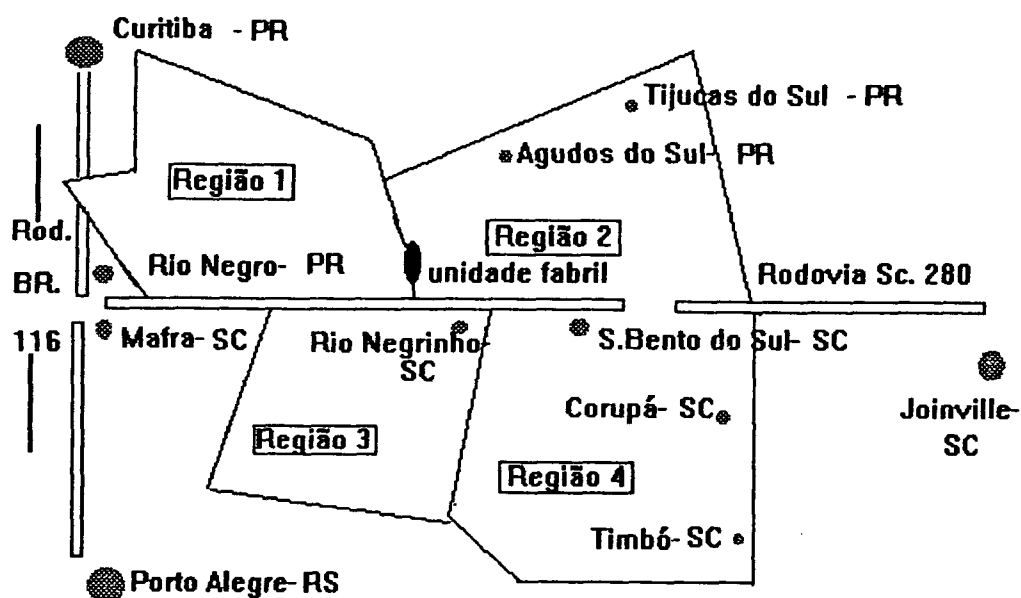 Curitiba - PR
Tijucas do Sul - PR
Agudos do Sul- PR
Região 1
Região 2
Rod.
BR.
116
Rio Negro- PR
unidade fabril
Rodovia Sc. 280
Mafra- SC
Rio Negrinho-
SC
S.Bento do Sul- SC
Corupá- SC
Joinville-
SC
Região 3
Região 4
Timbó- SC
Porto Alegre-RS